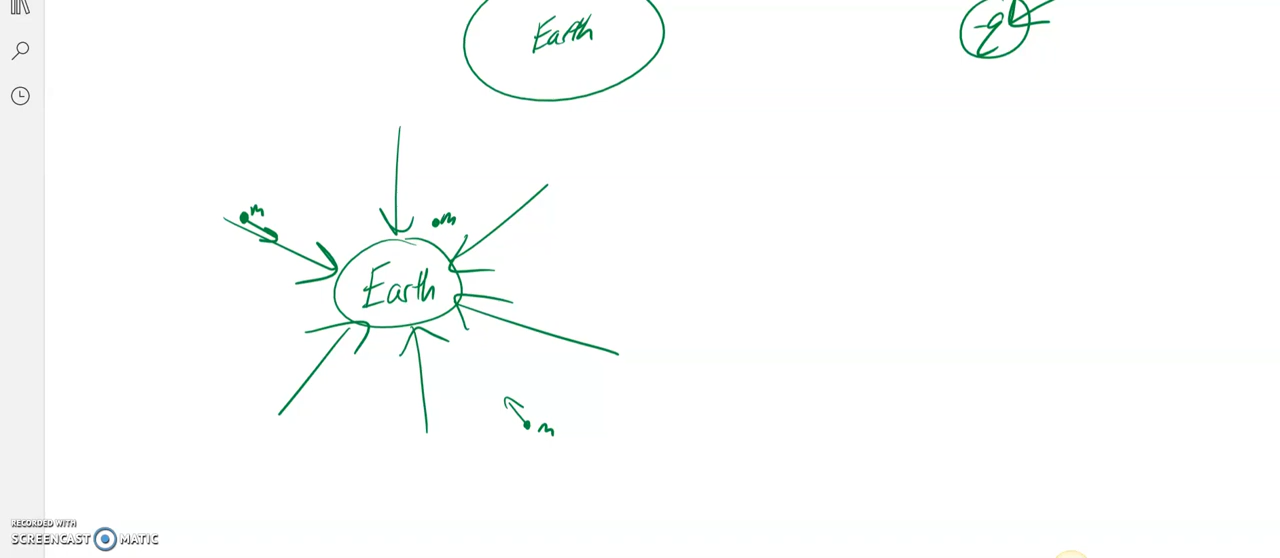 Earth
-q
m
m
Earth
m
RECORDED WITH
SCREENCAST MATIC